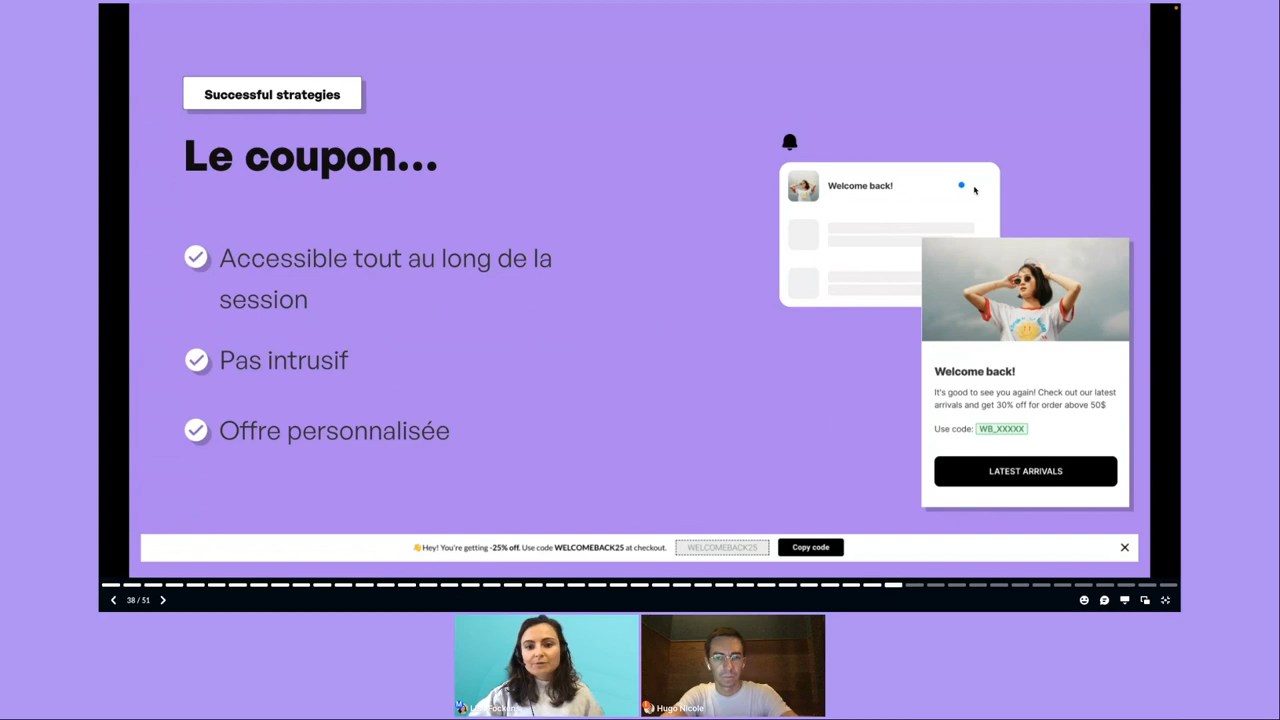 Successful strategies
Le coupon...
Accessible tout au long de la
session
Pas intrusif
Offre personnalisée
Welcome back!
Welcome back!
It's good to see you again! Check out our latest
arrivals and get 30% off for order above 50$
Use code: WB_XXXXX
LATEST ARRIVALS
👋Hey! You're getting -25% off. Use code WELCOMEBACK25 at checkout.
WELCOMEBACK25
Copy code
38 / 51
Hugo Nicole